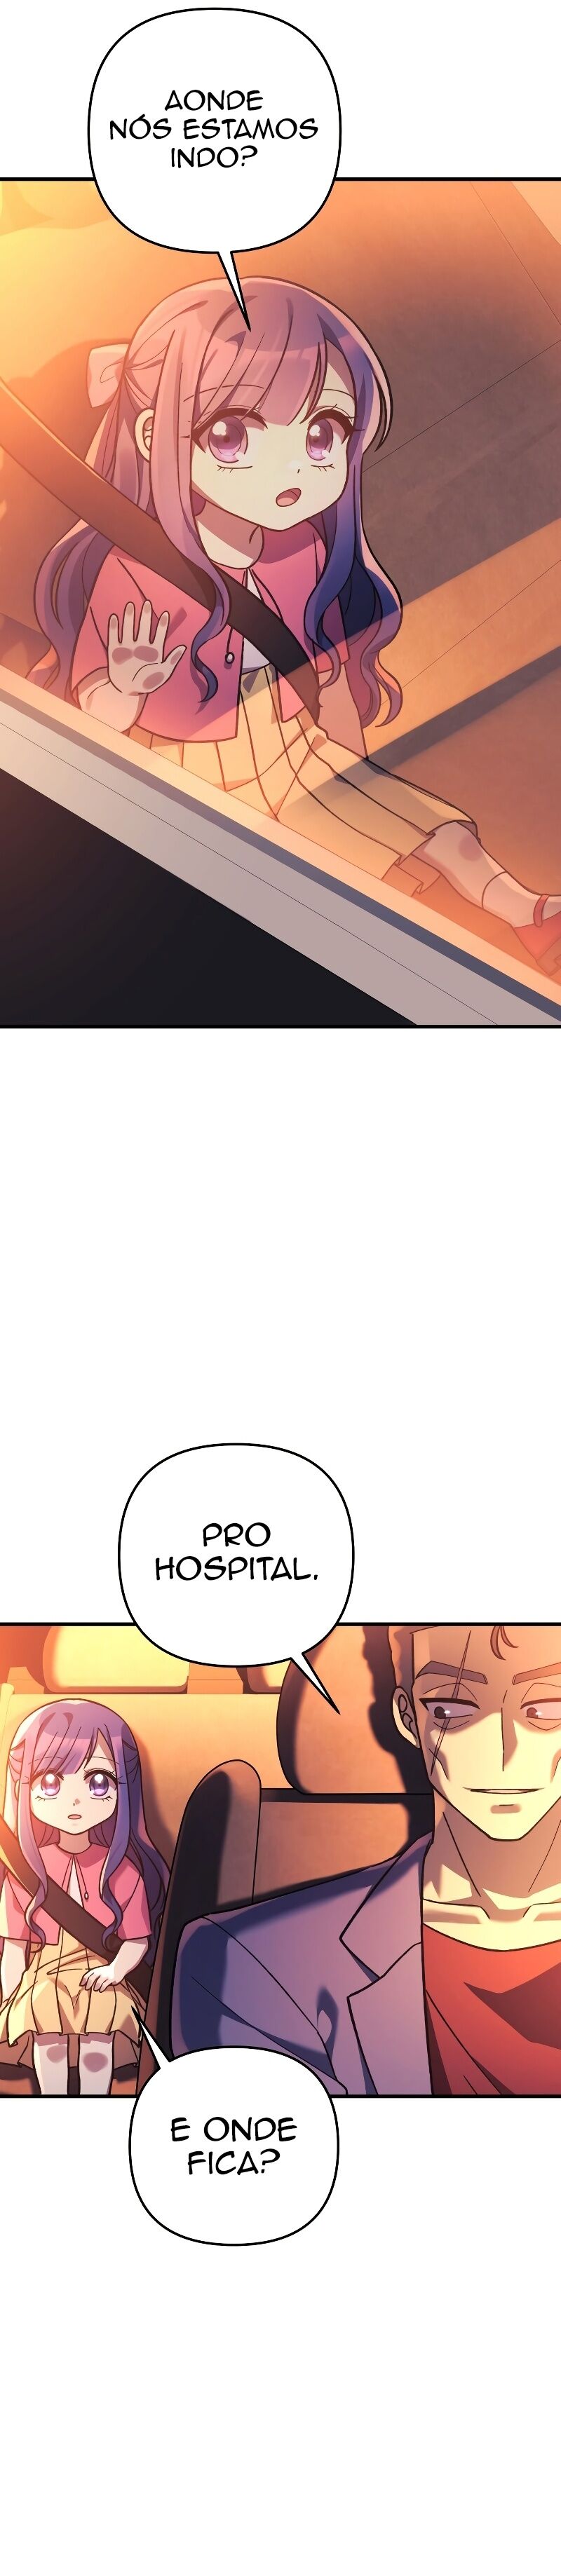 AONDE
NÓS ESTAMOS
INDO?
PRO
HOSPITAL.
E ONDE
FICA?